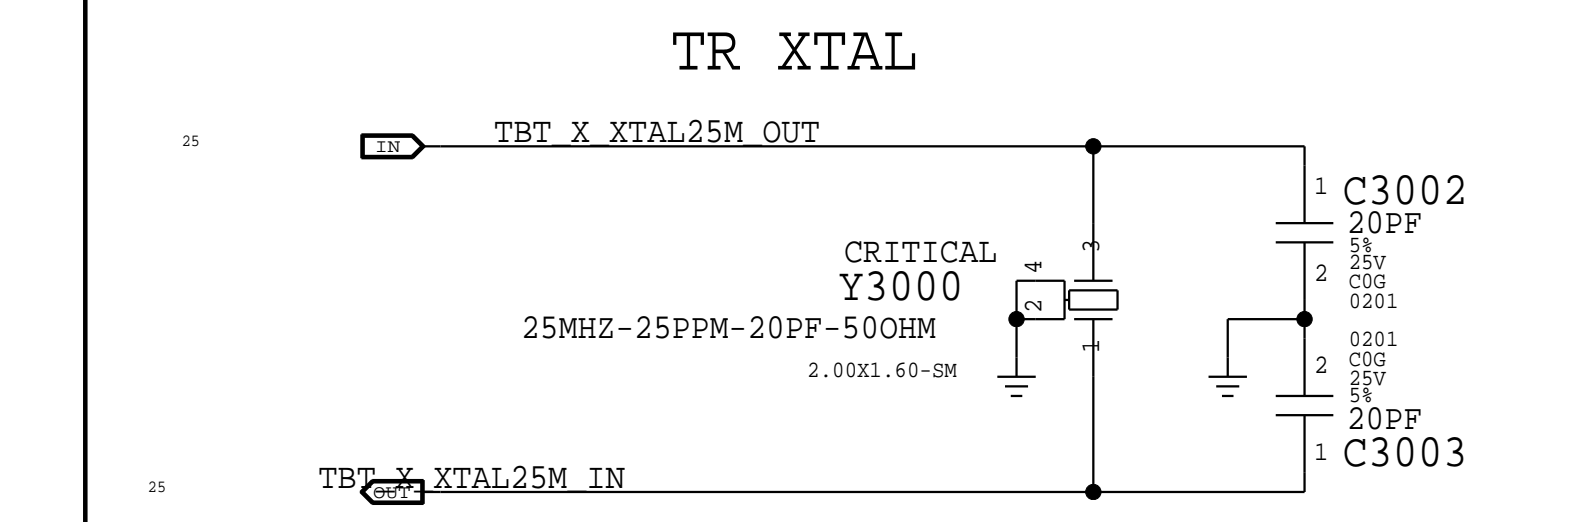 TR XTAL
25
IN
TBT_X_XTAL25M_OUT
1
C3002
20PF
5%
25V
C0G
0201
2
3
CRITICAL
4
Y3000
2
25MHZ-25PPM-20PF-50OHM
1
2.00X1.60-SM
0201
2
C0G
25V
5%
20PF
1
C3003
TBT_X_XTAL25M_IN
25
OUT